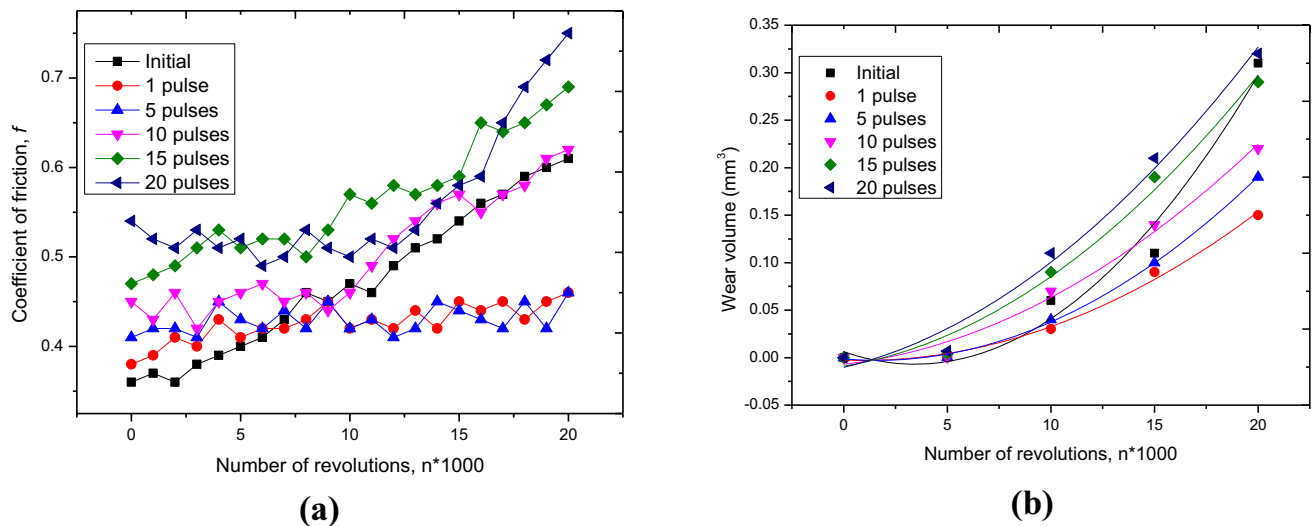 Coefficient of friction, f
0.7
0.6
0.5
0.4
Initial
1 pulse
5 pulses
10 pulses
15 pulses
20 pulses
0 5 10 15 20
Number of revolutions, n*1000
(a)
Wear volume (mm³)
0.35
0.30
0.25
0.20
0.15
0.10
0.05
0.00
-0.05
Initial
1 pulse
5 pulses
10 pulses
15 pulses
20 pulses
0 5 10 15 20
Number of revolutions, n*1000
(b)